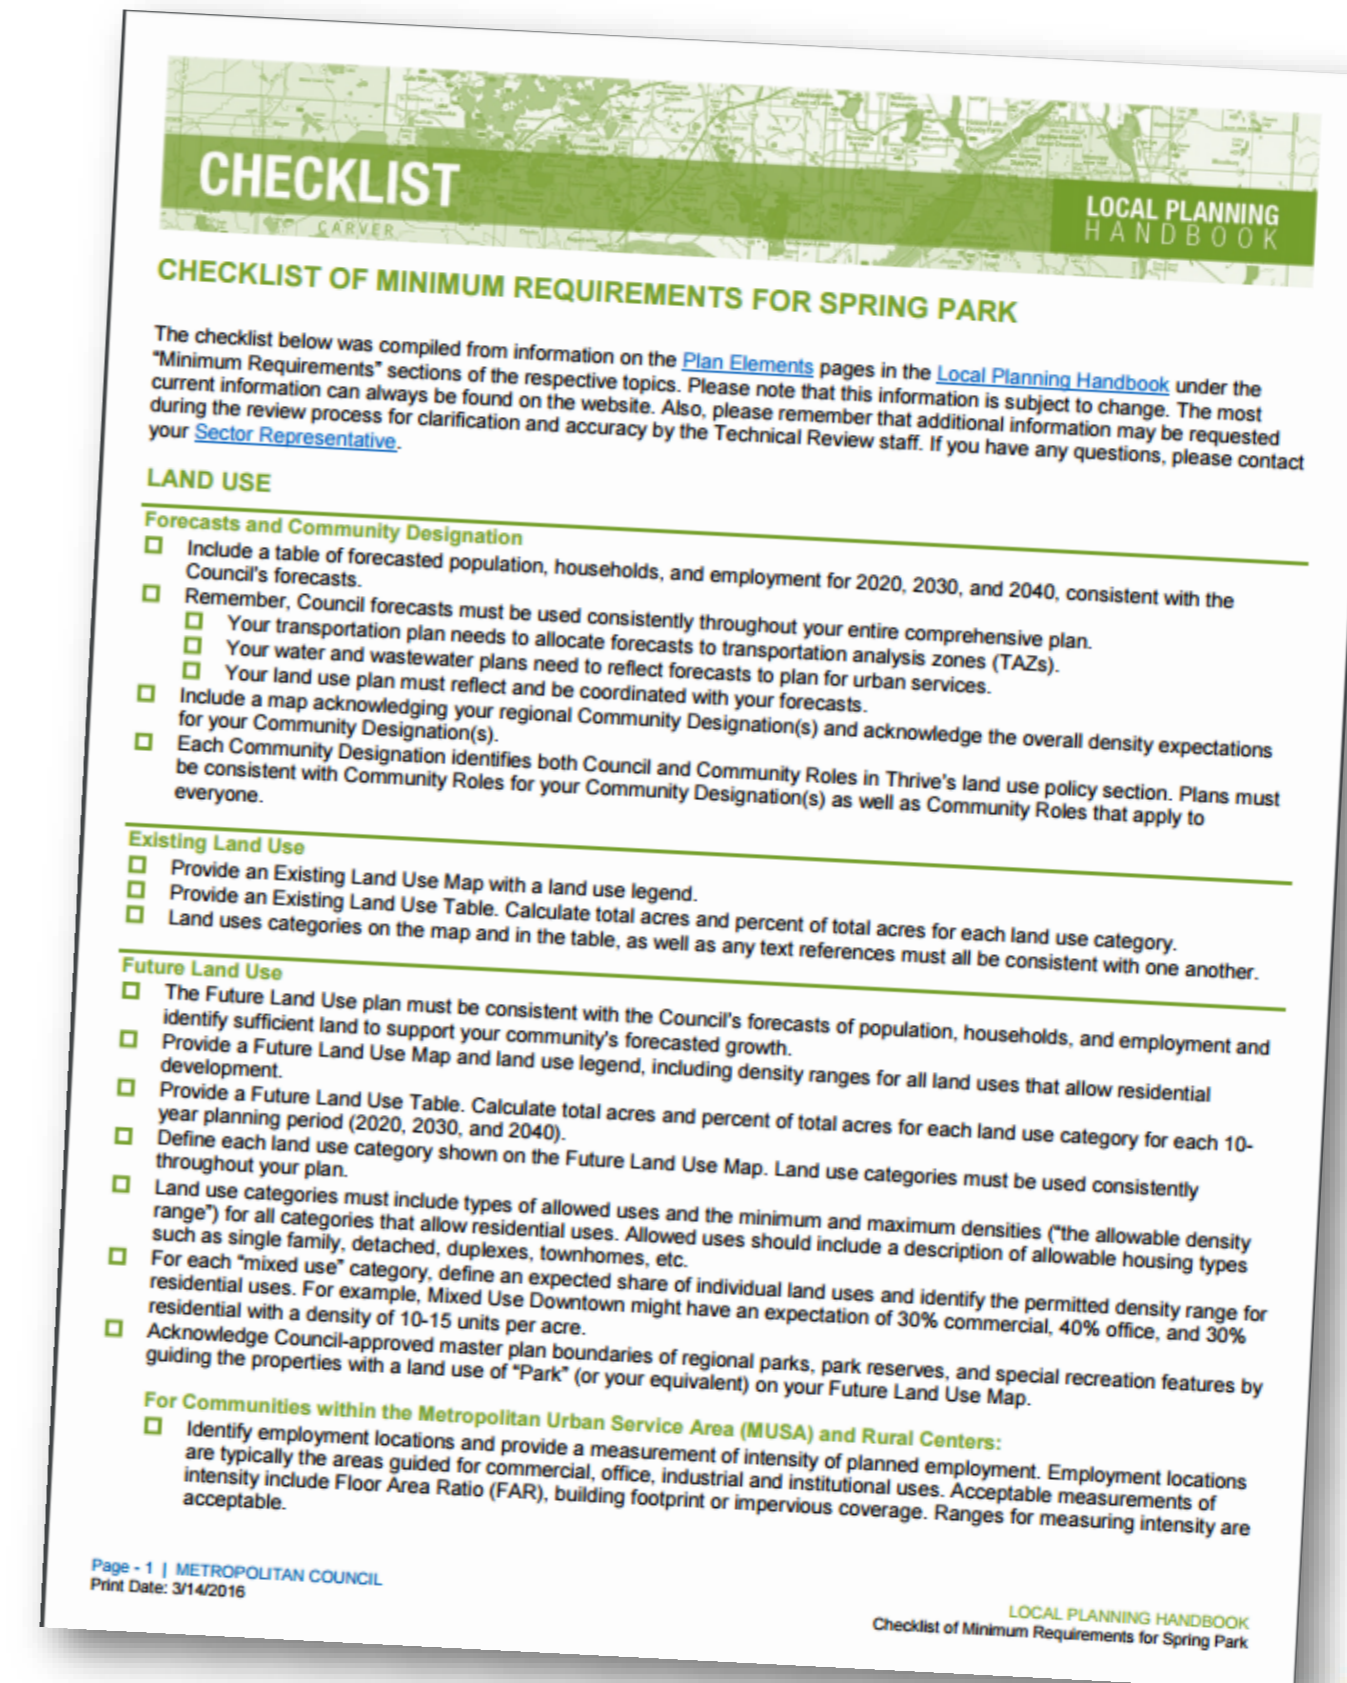 CHECKLIST
CARVER
LOCAL PLANNING
HANDBOOK
CHECKLIST OF MINIMUM REQUIREMENTS FOR SPRING PARK
The checklist below was compiled from information on the Plan Elements pages in the Local Planning Handbook under the
“Minimum Requirements” sections of the respective topics. Please note that this information is subject to change. The most
current information can always be found on the website. Also, please remember that additional information may be requested
during the review process for clarification and accuracy by the Technical Review staff. If you have any questions, please contact
your Sector Representative.
LAND USE
Forecasts and Community Designation
Include a table of forecasted population, households, and employment for 2020, 2030, and 2040, consistent with the
Council's forecasts.
Remember, Council forecasts must be used consistently throughout your entire comprehensive plan.
Your transportation plan needs to allocate forecasts to transportation analysis zones (TAZs).
Your water and wastewater plans need to reflect forecasts to plan for urban services.
Your land use plan must reflect and be coordinated with your forecasts.
Include a map acknowledging your regional Community Designation(s) and acknowledge the overall density expectations
for your Community Designation(s).
Each Community Designation identifies both Council and Community Roles in Thrive's land use policy section. Plans must
be consistent with Community Roles for your Community Designation(s) as well as Community Roles that apply to
everyone.
Existing Land Use
Provide an Existing Land Use Map with a land use legend.
Provide an Existing Land Use Table. Calculate total acres and percent of total acres for each land use category.
Land uses categories on the map and in the table, as well as any text references must all be consistent with one another.
Future Land Use
The Future Land Use plan must be consistent with the Council's forecasts of population, households, and employment and
identify sufficient land to support your community's forecasted growth.
Provide a Future Land Use Map and land use legend, including density ranges for all land uses that allow residential
development.
Provide a Future Land Use Table. Calculate total acres and percent of total acres for each land use category for each 10-
year planning period (2020, 2030, and 2040).
Define each land use category shown on the Future Land Use Map. Land use categories must be used consistently
throughout your plan.
Land use categories must include types of allowed uses and the minimum and maximum densities (“the allowable density
range”) for all categories that allow residential uses. Allowed uses should include a description of allowable housing types
such as single family, detached, duplexes, townhomes, etc.
For each “mixed use” category, define an expected share of individual land uses and identify the permitted density range for
residential uses. For example, Mixed Use Downtown might have an expectation of 30% commercial, 40% office, and 30%
residential with a density of 10-15 units per acre.
Acknowledge Council-approved master plan boundaries of regional parks, park reserves, and special recreation features by
guiding the properties with a land use of “Park” (or your equivalent) on your Future Land Use Map.
For Communities within the Metropolitan Urban Service Area (MUSA) and Rural Centers:
Identify employment locations and provide a measurement of intensity of planned employment. Employment locations
are typically the areas guided for commercial, office, industrial and institutional uses. Acceptable measurements of
intensity include Floor Area Ratio (FAR), building footprint or impervious coverage. Ranges for measuring intensity are
acceptable.
Page - 1 | METROPOLITAN COUNCIL
Print Date: 3/14/2016
LOCAL PLANNING HANDBOOK
Checklist of Minimum Requirements for Spring Park